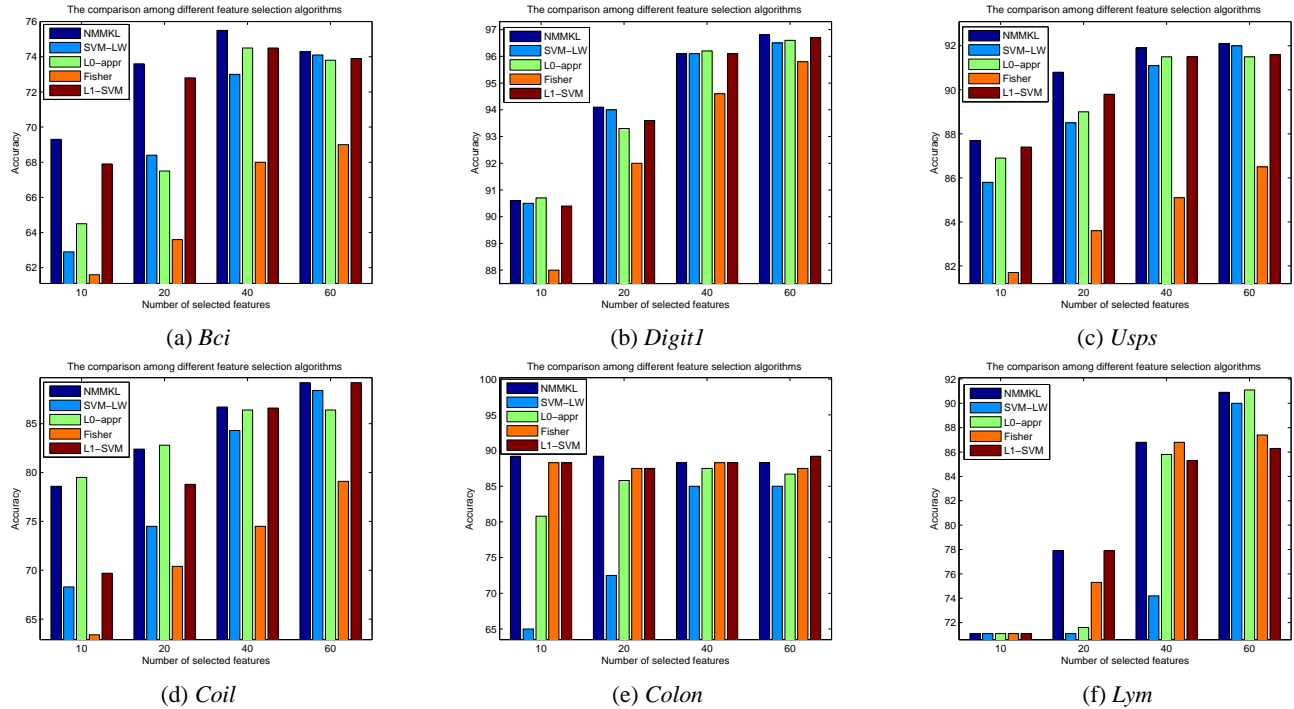 The comparison among different feature selection algorithms
76
74
72
70
68
66
64
62
Accuracy
NMMKL
SVM−LW
L0−appr
Fisher
L1−SVM
10 20 40 60
Number of selected features
(a) Bci
The comparison among different feature selection algorithms
97
96
95
94
93
92
91
90
89
88
Accuracy
NMMKL
SVM−LW
L0−appr
Fisher
L1−SVM
10 20 40 60
Number of selected features
(b) Digit1
The comparison among different feature selection algorithms
92
90
88
86
84
82
Accuracy
NMMKL
SVM−LW
L0−appr
Fisher
L1−SVM
10 20 40 60
Number of selected features
(c) Usps
The comparison among different feature selection algorithms
85
80
75
70
65
Accuracy
NMMKL
SVM−LW
L0−appr
Fisher
L1−SVM
10 20 40 60
Number of selected features
(d) Coil
The comparison among different feature selection algorithms
100
95
90
85
80
75
70
65
Accuracy
NMMKL
SVM−LW
L0−appr
Fisher
L1−SVM
10 20 40 60
Number of selected features
(e) Colon
The comparison among different feature selection algorithms
92
90
88
86
84
82
80
78
76
74
72
Accuracy
NMMKL
SVM−LW
L0−appr
Fisher
L1−SVM
10 20 40 60
Number of selected features
(f) Lym